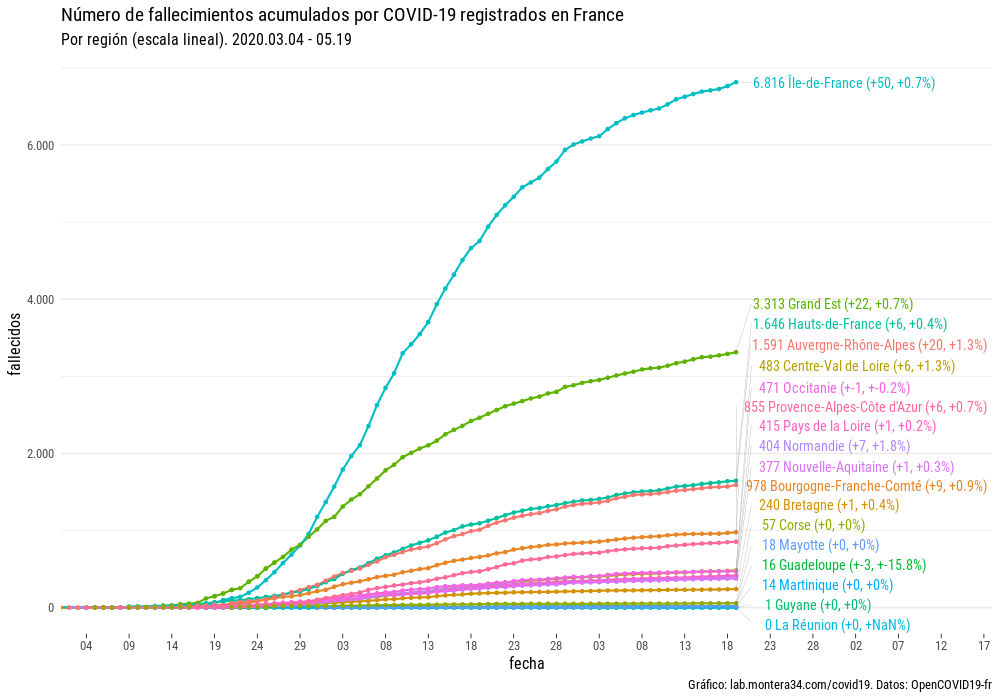 Número de fallecimientos acumulados por COVID-19 registrados en France
Por región (escala lineal). 2020.03.04 - 05.19
6.816 Île-de-France (+50, +0.7%)
6.000
4.000
3.313 Grand Est (+22, +0.7%)
1.646 Hauts-de-France (+6, +0.4%)
1.591 Auvergne-Rhône-Alpes (+20, +1.3%)
483 Centre-Val de Loire (+6, +1.3%)
471 Occitanie (+-1, +-0.2%)
855 Provence-Alpes-Côte d'Azur (+6, +0.7%)
415 Pays de la Loire (+1, +0.2%)
404 Normandie (+7, +1.8%)
2.000
377 Nouvelle-Aquitaine (+1, +0.3%)
978 Bourgogne-Franche-Comté (+9, +0.9%)
240 Bretagne (+1, +0.4%)
57 Corse (+0, +0%)
18 Mayotte (+0, +0%)
16 Guadeloupe (+-3, +-15.8%)
14 Martinique (+0, +0%)
1 Guyane (+0, +0%)
0
0 La Réunion (+0, +NaN%)
fallecidos
04 09 14 19 24 29 03 08 13 18 23 28 03 08 13 18 23 28 02 07 12 17
fecha
Gráfico: lab.montera34.com/covid19. Datos: OpenCOVID19-fr